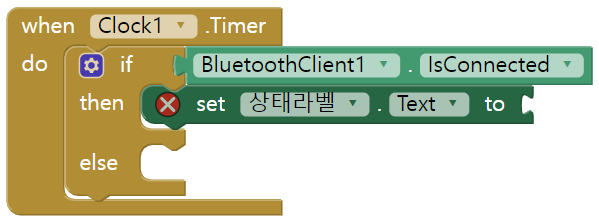 when Clock1 .Timer
do if BluetoothClient1 . IsConnected
then set 상태라벨 . Text to
else